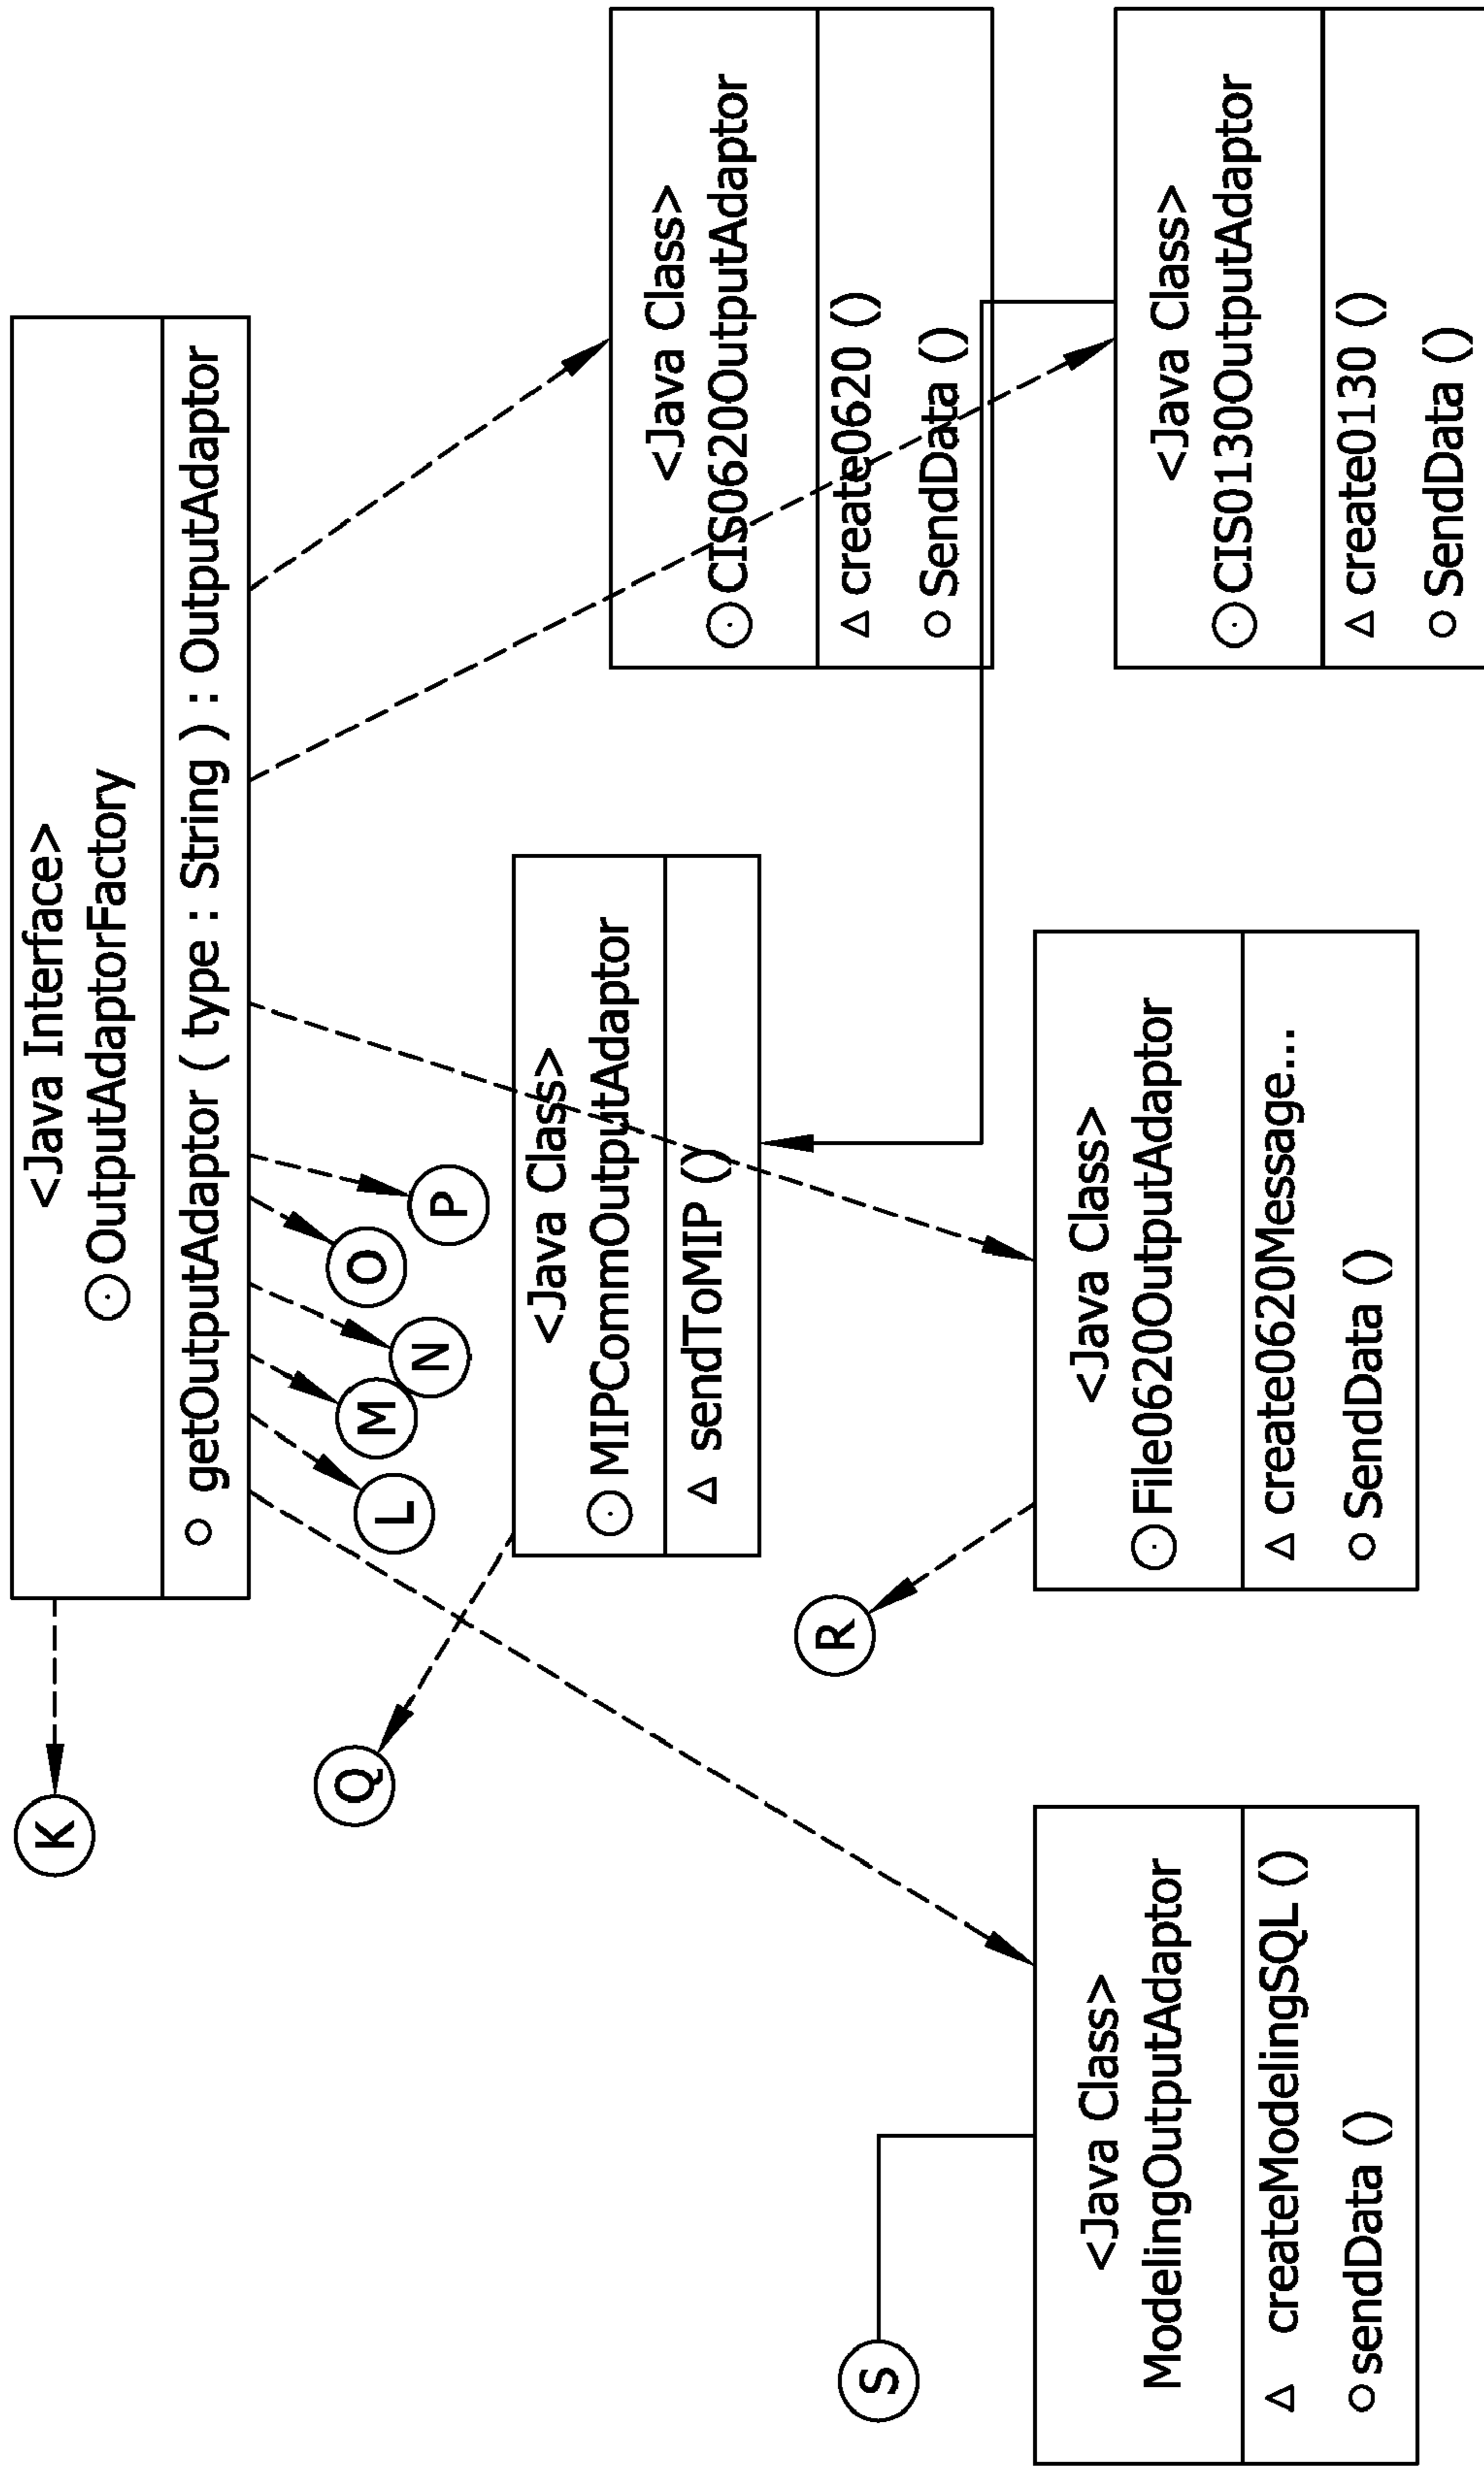 <Java Interface>
OutputAdaptorFactory
getOutputAdaptor ( type : String ) : OutputAdaptor
K
L
M
N
O
P
Q
<Java Class>
MIPCommOutputAdaptor
sendToMIP ()
<Java Class>
CIS0620OutputAdaptor
create0620 ()
SendData ()
R
S
<Java Class>
ModelingOutputAdaptor
createModelingSQL ()
sendData ()
<Java Class>
File0620OutputAdaptor
create0620Message...
SendData ()
<Java Class>
CIS0130OutputAdaptor
create0130 ()
SendData ()